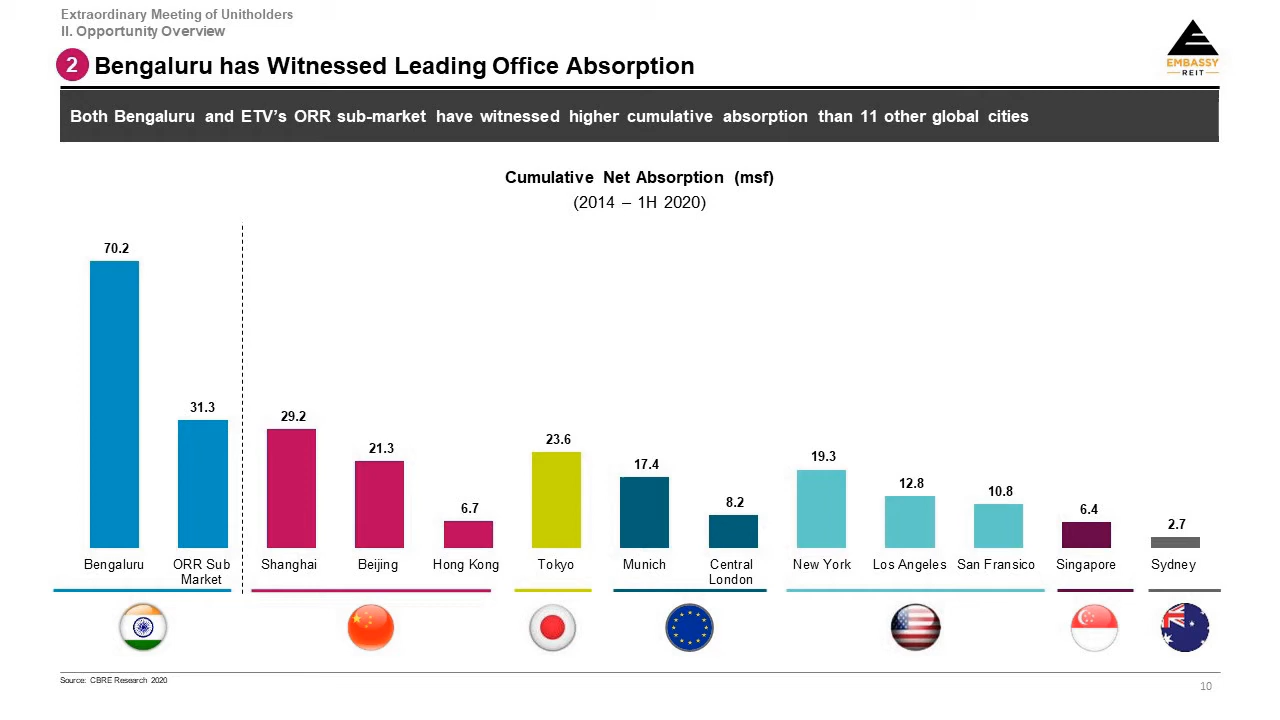 Extraordinary Meeting of Unitholders
II. Opportunity Overview
2 Bengaluru has Witnessed Leading Office Absorption
EMBASSY
REIT
Both Bengaluru and ETV's ORR sub-market have witnessed higher cumulative absorption than 11 other global cities
Cumulative Net Absorption (msf)
(2014 – 1H 2020)
70.2
31.3
29.2
21.3
6.7
23.6
17.4
8.2
19.3
12.8
10.8
6.4
2.7
Bengaluru
ORR Sub
Market
Shanghai
Beijing
Hong Kong
Tokyo
Munich
Central
London
New York
Los Angeles
San Fransico
Singapore
Sydney
Source: CBRE Research 2020
10